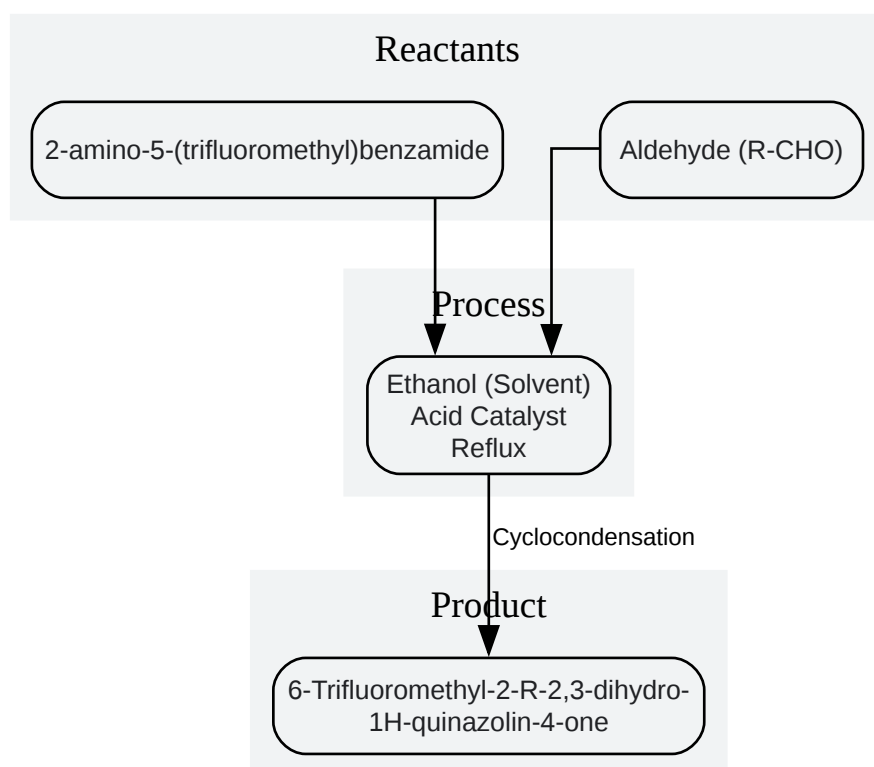 Reactants
2-amino-5-(trifluoromethyl)benzamide
Aldehyde (R-CHO)
Process
Ethanol (Solvent)
Acid Catalyst
Reflux
Cyclocondensation
Product
6-Trifluoromethyl-2-R-2,3-dihydro-
1H-quinazolin-4-one